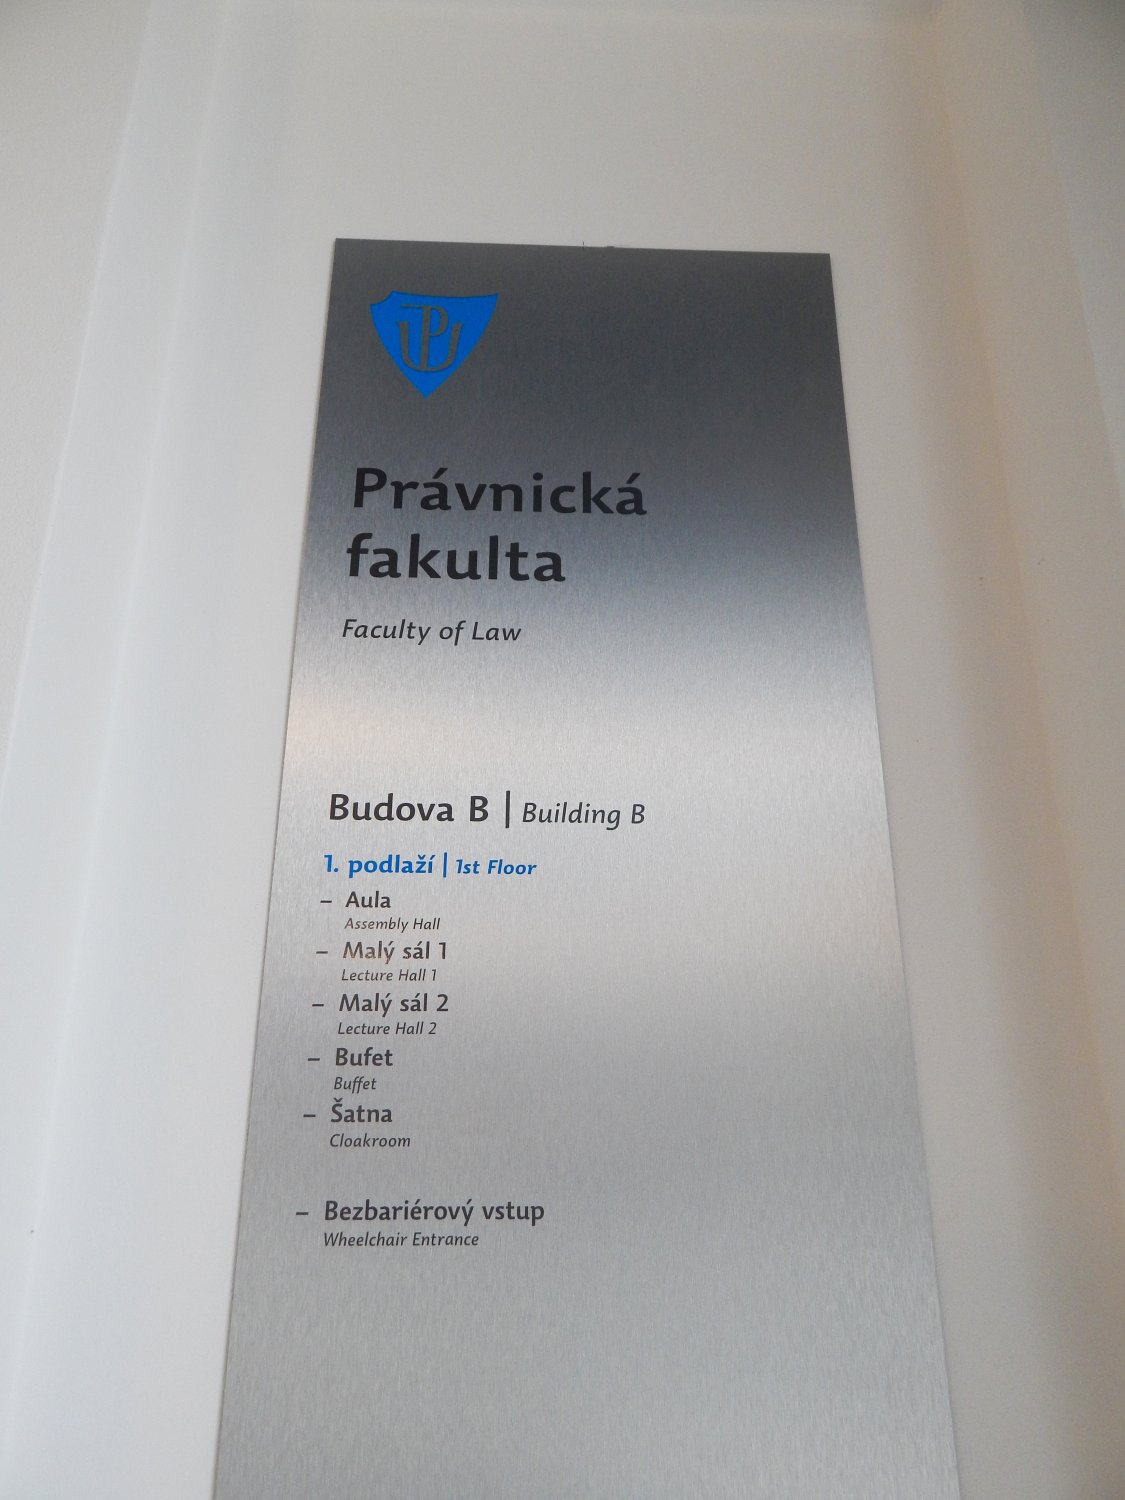 UP
Právnická
fakulta
Faculty of Law
Budova B | Building B
1. podlaží | 1st Floor
– Aula
Assembly Hall
– Malý sál 1
Lecture Hall 1
– Malý sál 2
Lecture Hall 2
– Bufet
Buffet
– Šatna
Cloakroom
– Bezbariérový vstup
Wheelchair Entrance